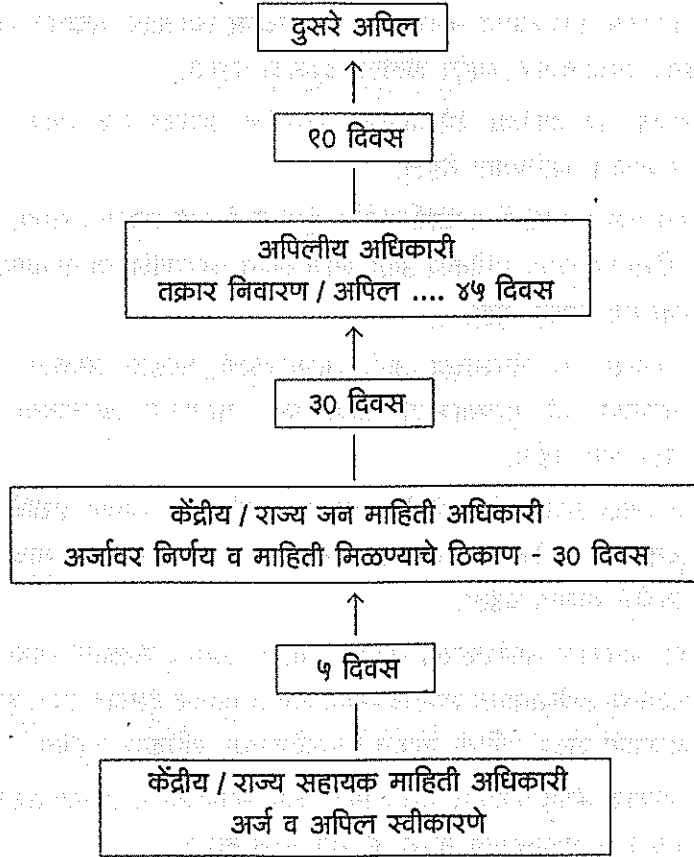 दुसरे अपिल
९० दिवस
अपिलीय अधिकारी
तक्रार निवारण / अपिल .... ४५ दिवस
३० दिवस
केंद्रीय / राज्य जन माहिती अधिकारी
अर्जावर निर्णय व माहिती मिळण्याचे ठिकाण - ३० दिवस
५ दिवस
केंद्रीय / राज्य सहायक माहिती अधिकारी
अर्ज व अपिल स्वीकारणे